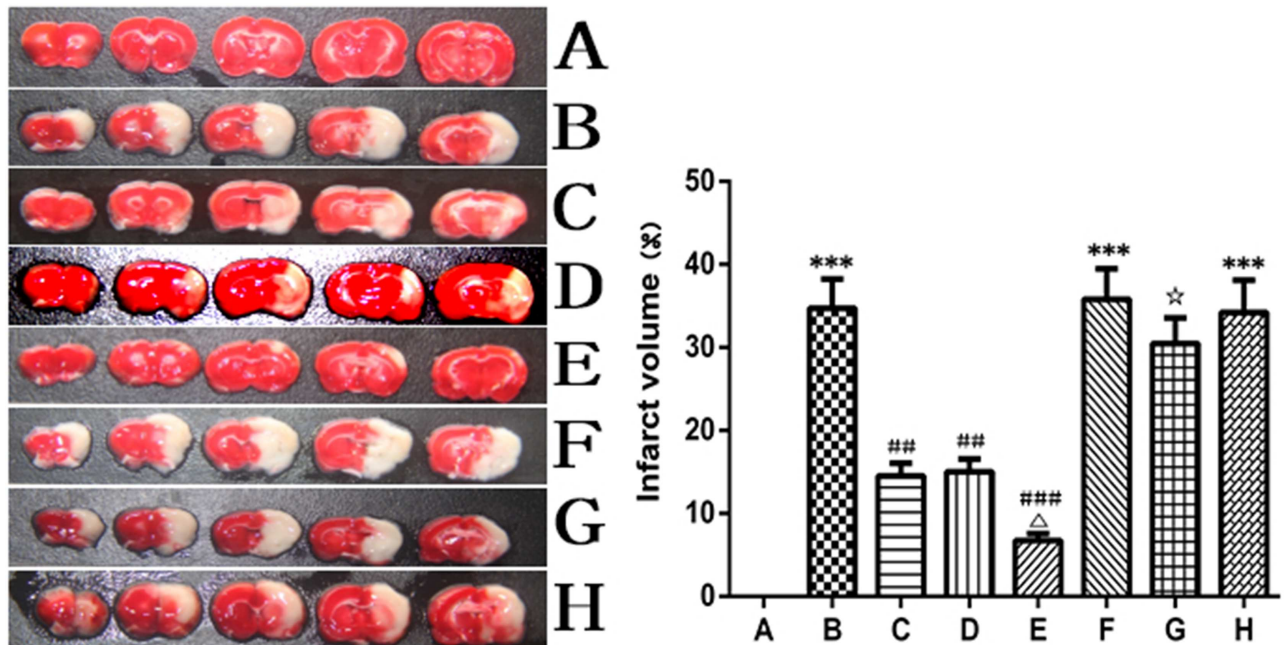 A
B
C
D
E
F
G
H
Infarct volume (%)
50
40
30
20
10
0
***
##
##
###
△
***
☆
***
A B C D E F G H